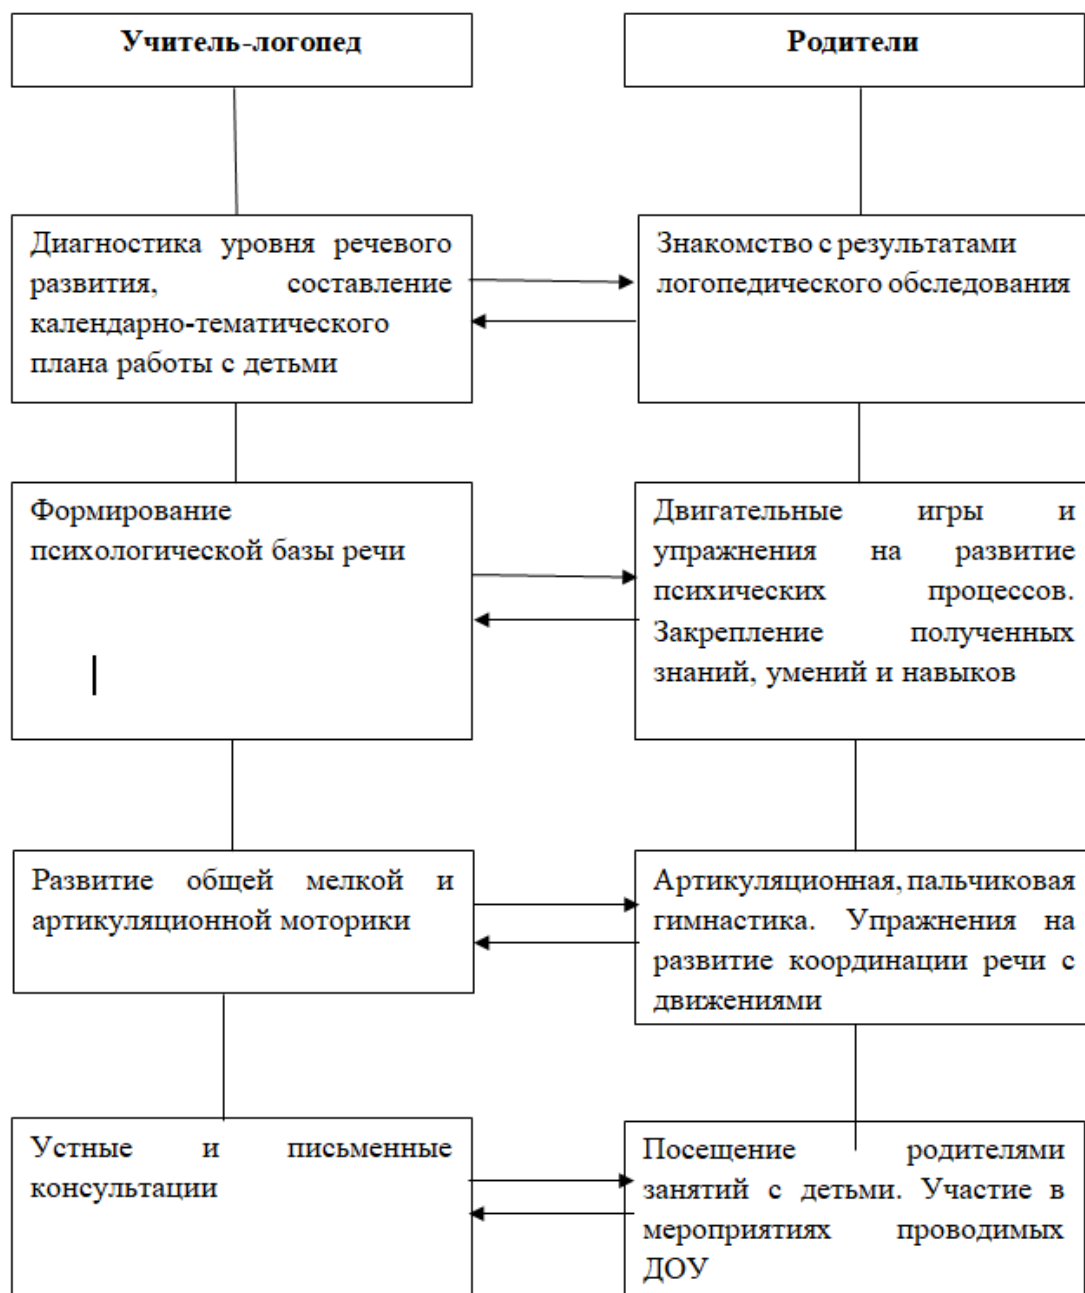 Учитель-логопед
Родители
Диагностика уровня речевого
развития, составление
календарно-тематического
плана работы с детьми
Знакомство с результатами
логопедического обследования
Формирование
психологической базы речи
Двигательные игры и
упражнения на развитие
психических процессов.
Закрепление полученных
знаний, умений и навыков
Развитие общей мелкой и
артикуляционной моторики
Артикуляционная, пальчиковая
гимнастика. Упражнения на
развитие координации речи с
движениями
Устные и письменные
консультации
Посещение родителями
занятий с детьми. Участие в
мероприятиях проводимых
ДОУ